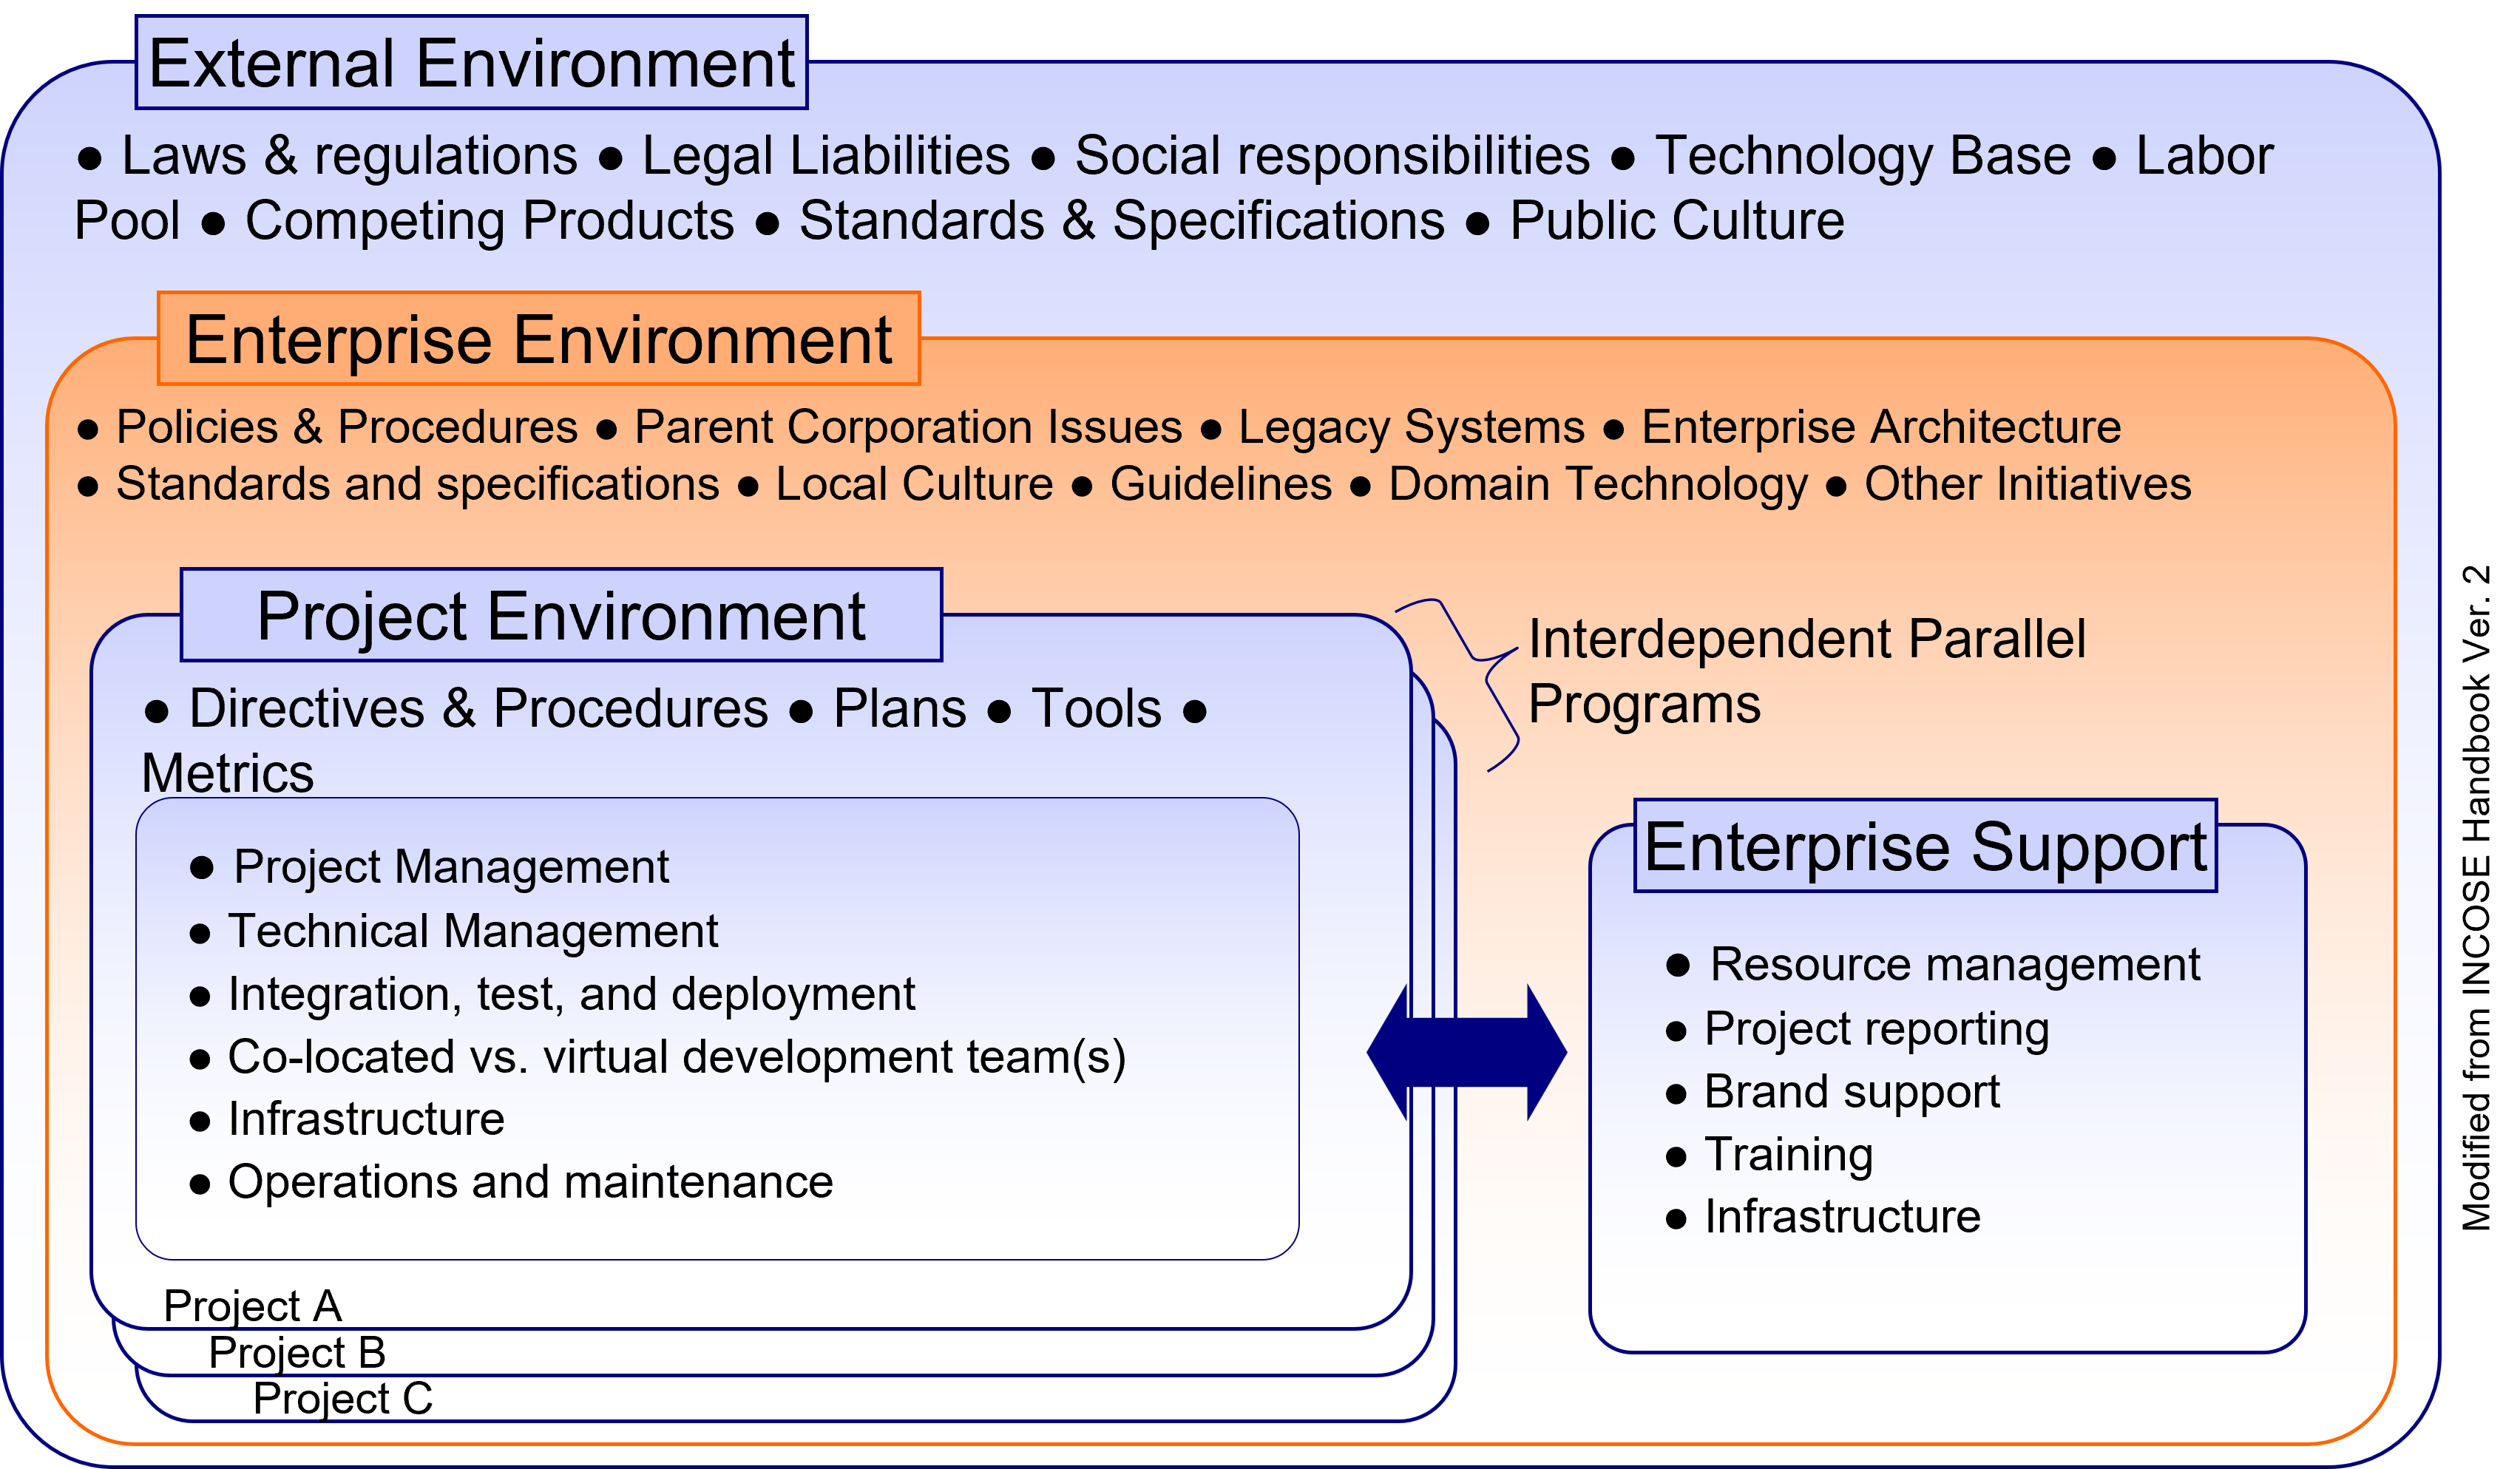 External Environment
● Laws & regulations ● Legal Liabilities ● Social responsibilities ● Technology Base ● Labor
Pool ● Competing Products ● Standards & Specifications ● Public Culture
Enterprise Environment
● Policies & Procedures ● Parent Corporation Issues ● Legacy Systems ● Enterprise Architecture
● Standards and specifications ● Local Culture ● Guidelines ● Domain Technology ● Other Initiatives
Project Environment
● Directives & Procedures ● Plans ● Tools ●
Metrics
● Project Management
● Technical Management
● Integration, test, and deployment
● Co-located vs. virtual development team(s)
● Infrastructure
● Operations and maintenance
Project A
Project B
Project C
Interdependent Parallel
Programs
Enterprise Support
● Resource management
● Project reporting
● Brand support
● Training
● Infrastructure
Modified from INCOSE Handbook Ver. 2